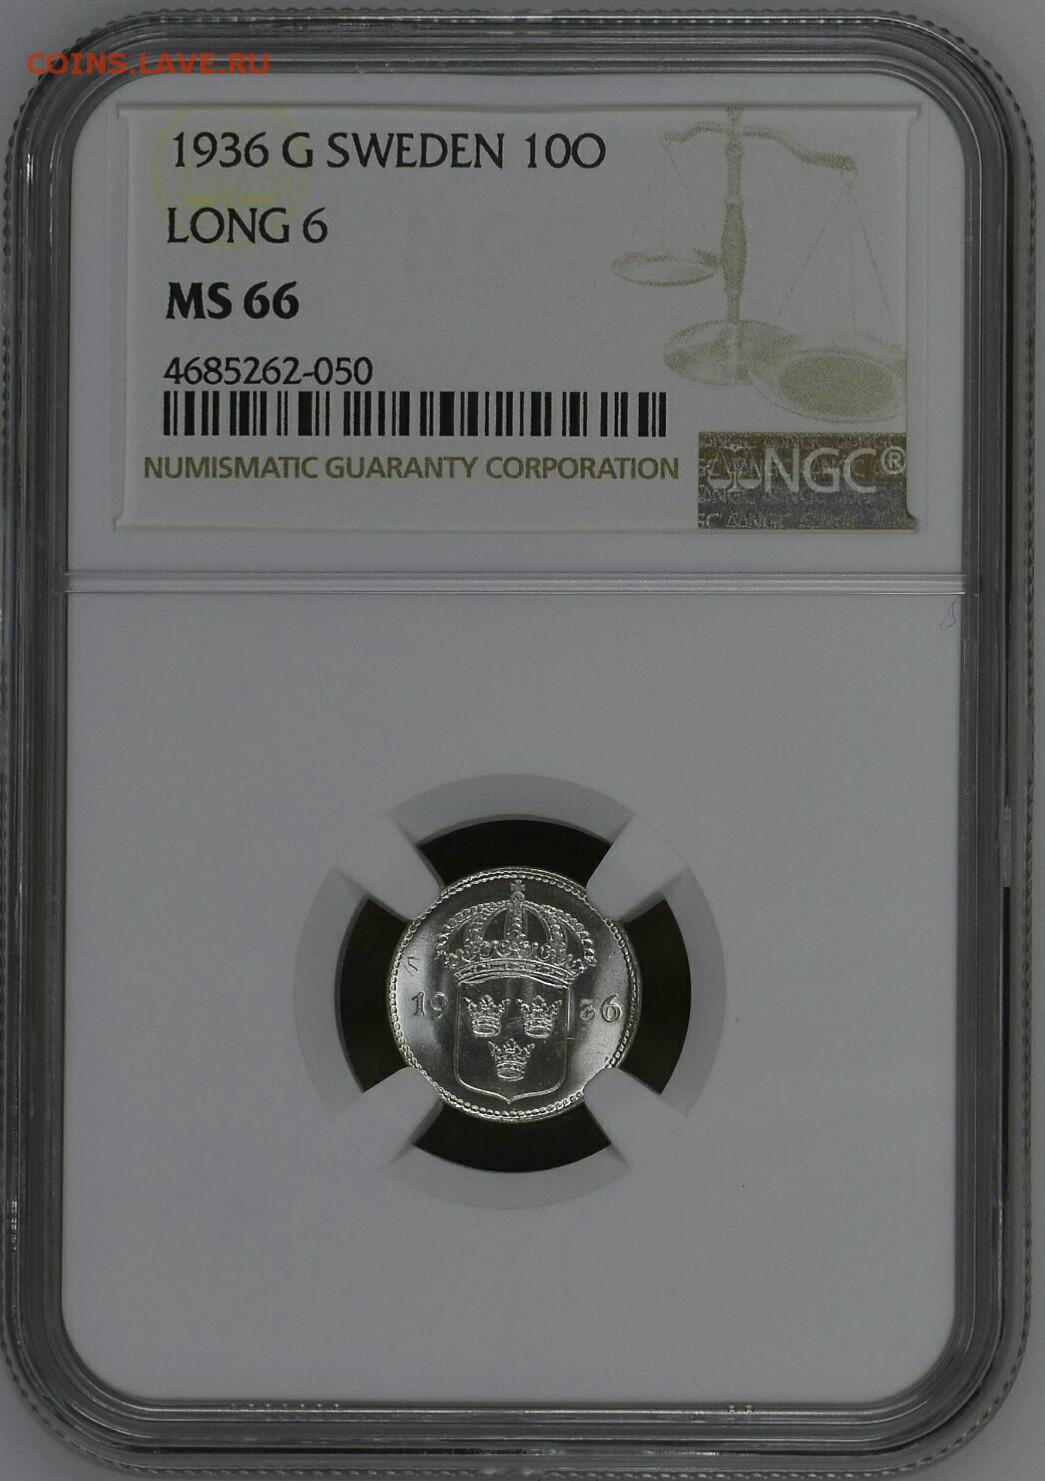 COINS.LAVE.RU
1936 G SWEDEN 10O
LONG 6
MS 66
4685262-050
NUMISMATIC GUARANTY CORPORATION
NGC®
19 36